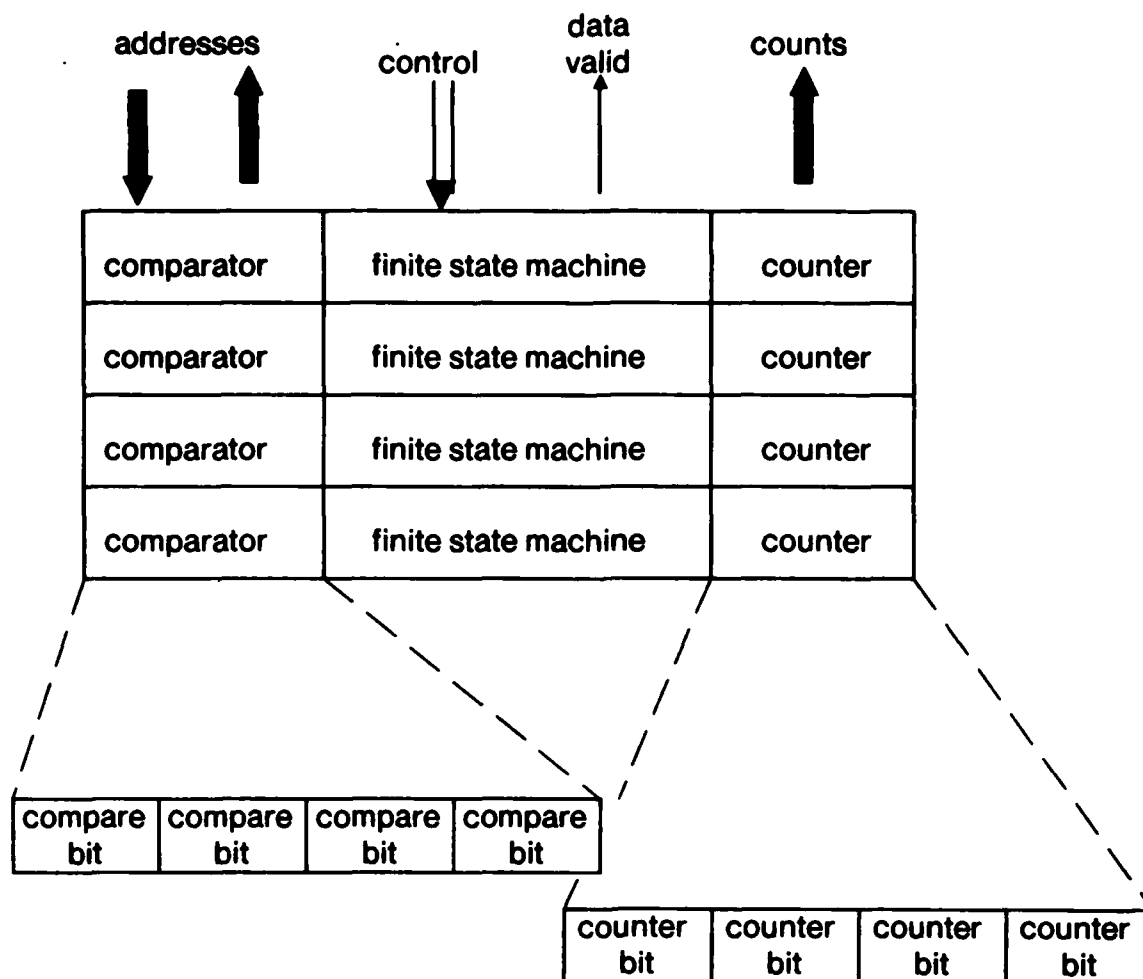 addresses
control
data
valid
counts
comparator finite state machine counter
comparator finite state machine counter
comparator finite state machine counter
comparator finite state machine counter
compare compare compare compare
bit bit bit bit
counter counter counter counter
bit bit bit bit